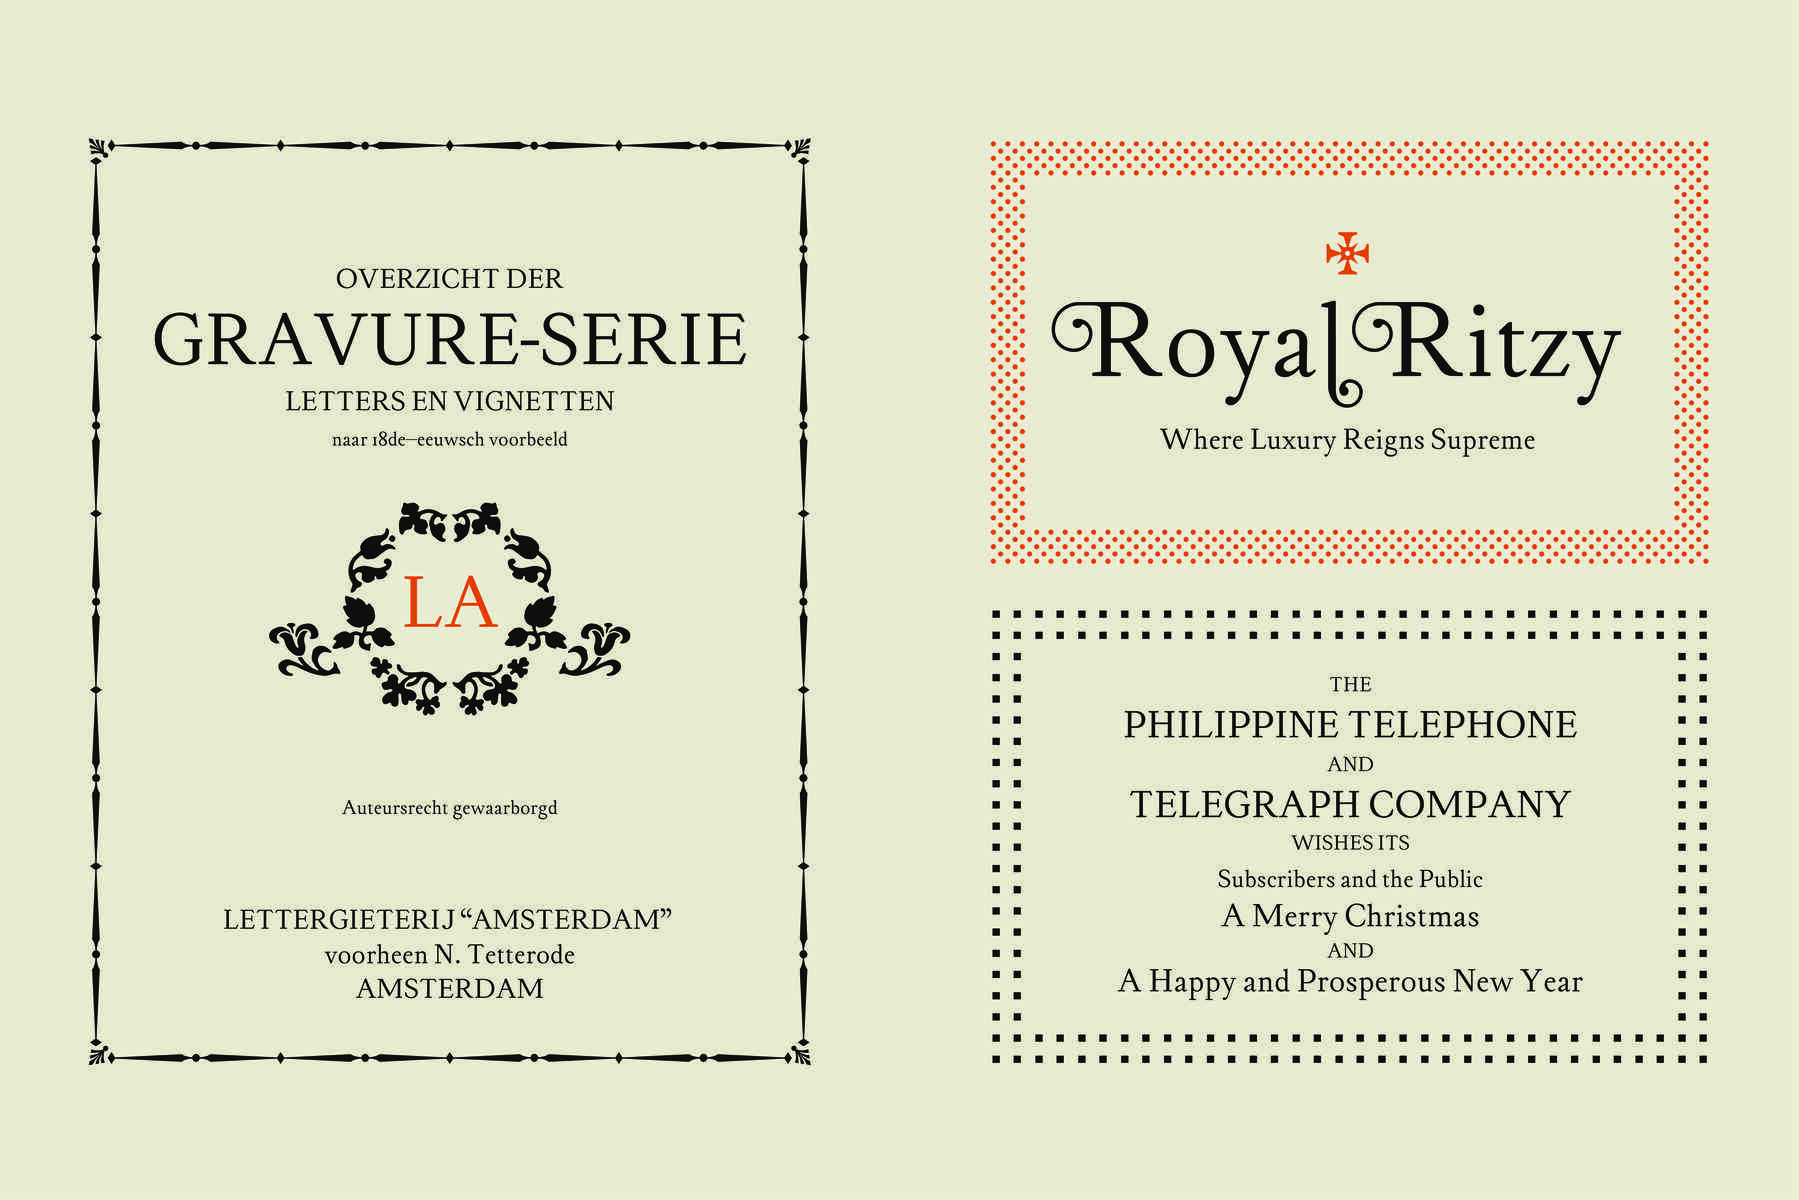 OVERZICHT DER
GRAVURE-SERIE
LETTERS EN VIGNETTEN
naar 18de–eeuwsch voorbeeld
LA
Auteursrecht gewaarborgd
LETTERGIETERIJ “AMSTERDAM”
voorheen N. Tetterode
AMSTERDAM
Royal Ritzy
Where Luxury Reigns Supreme
THE
PHILIPPINE TELEPHONE
AND
TELEGRAPH COMPANY
WISHES ITS
Subscribers and the Public
A Merry Christmas
AND
A Happy and Prosperous New Year